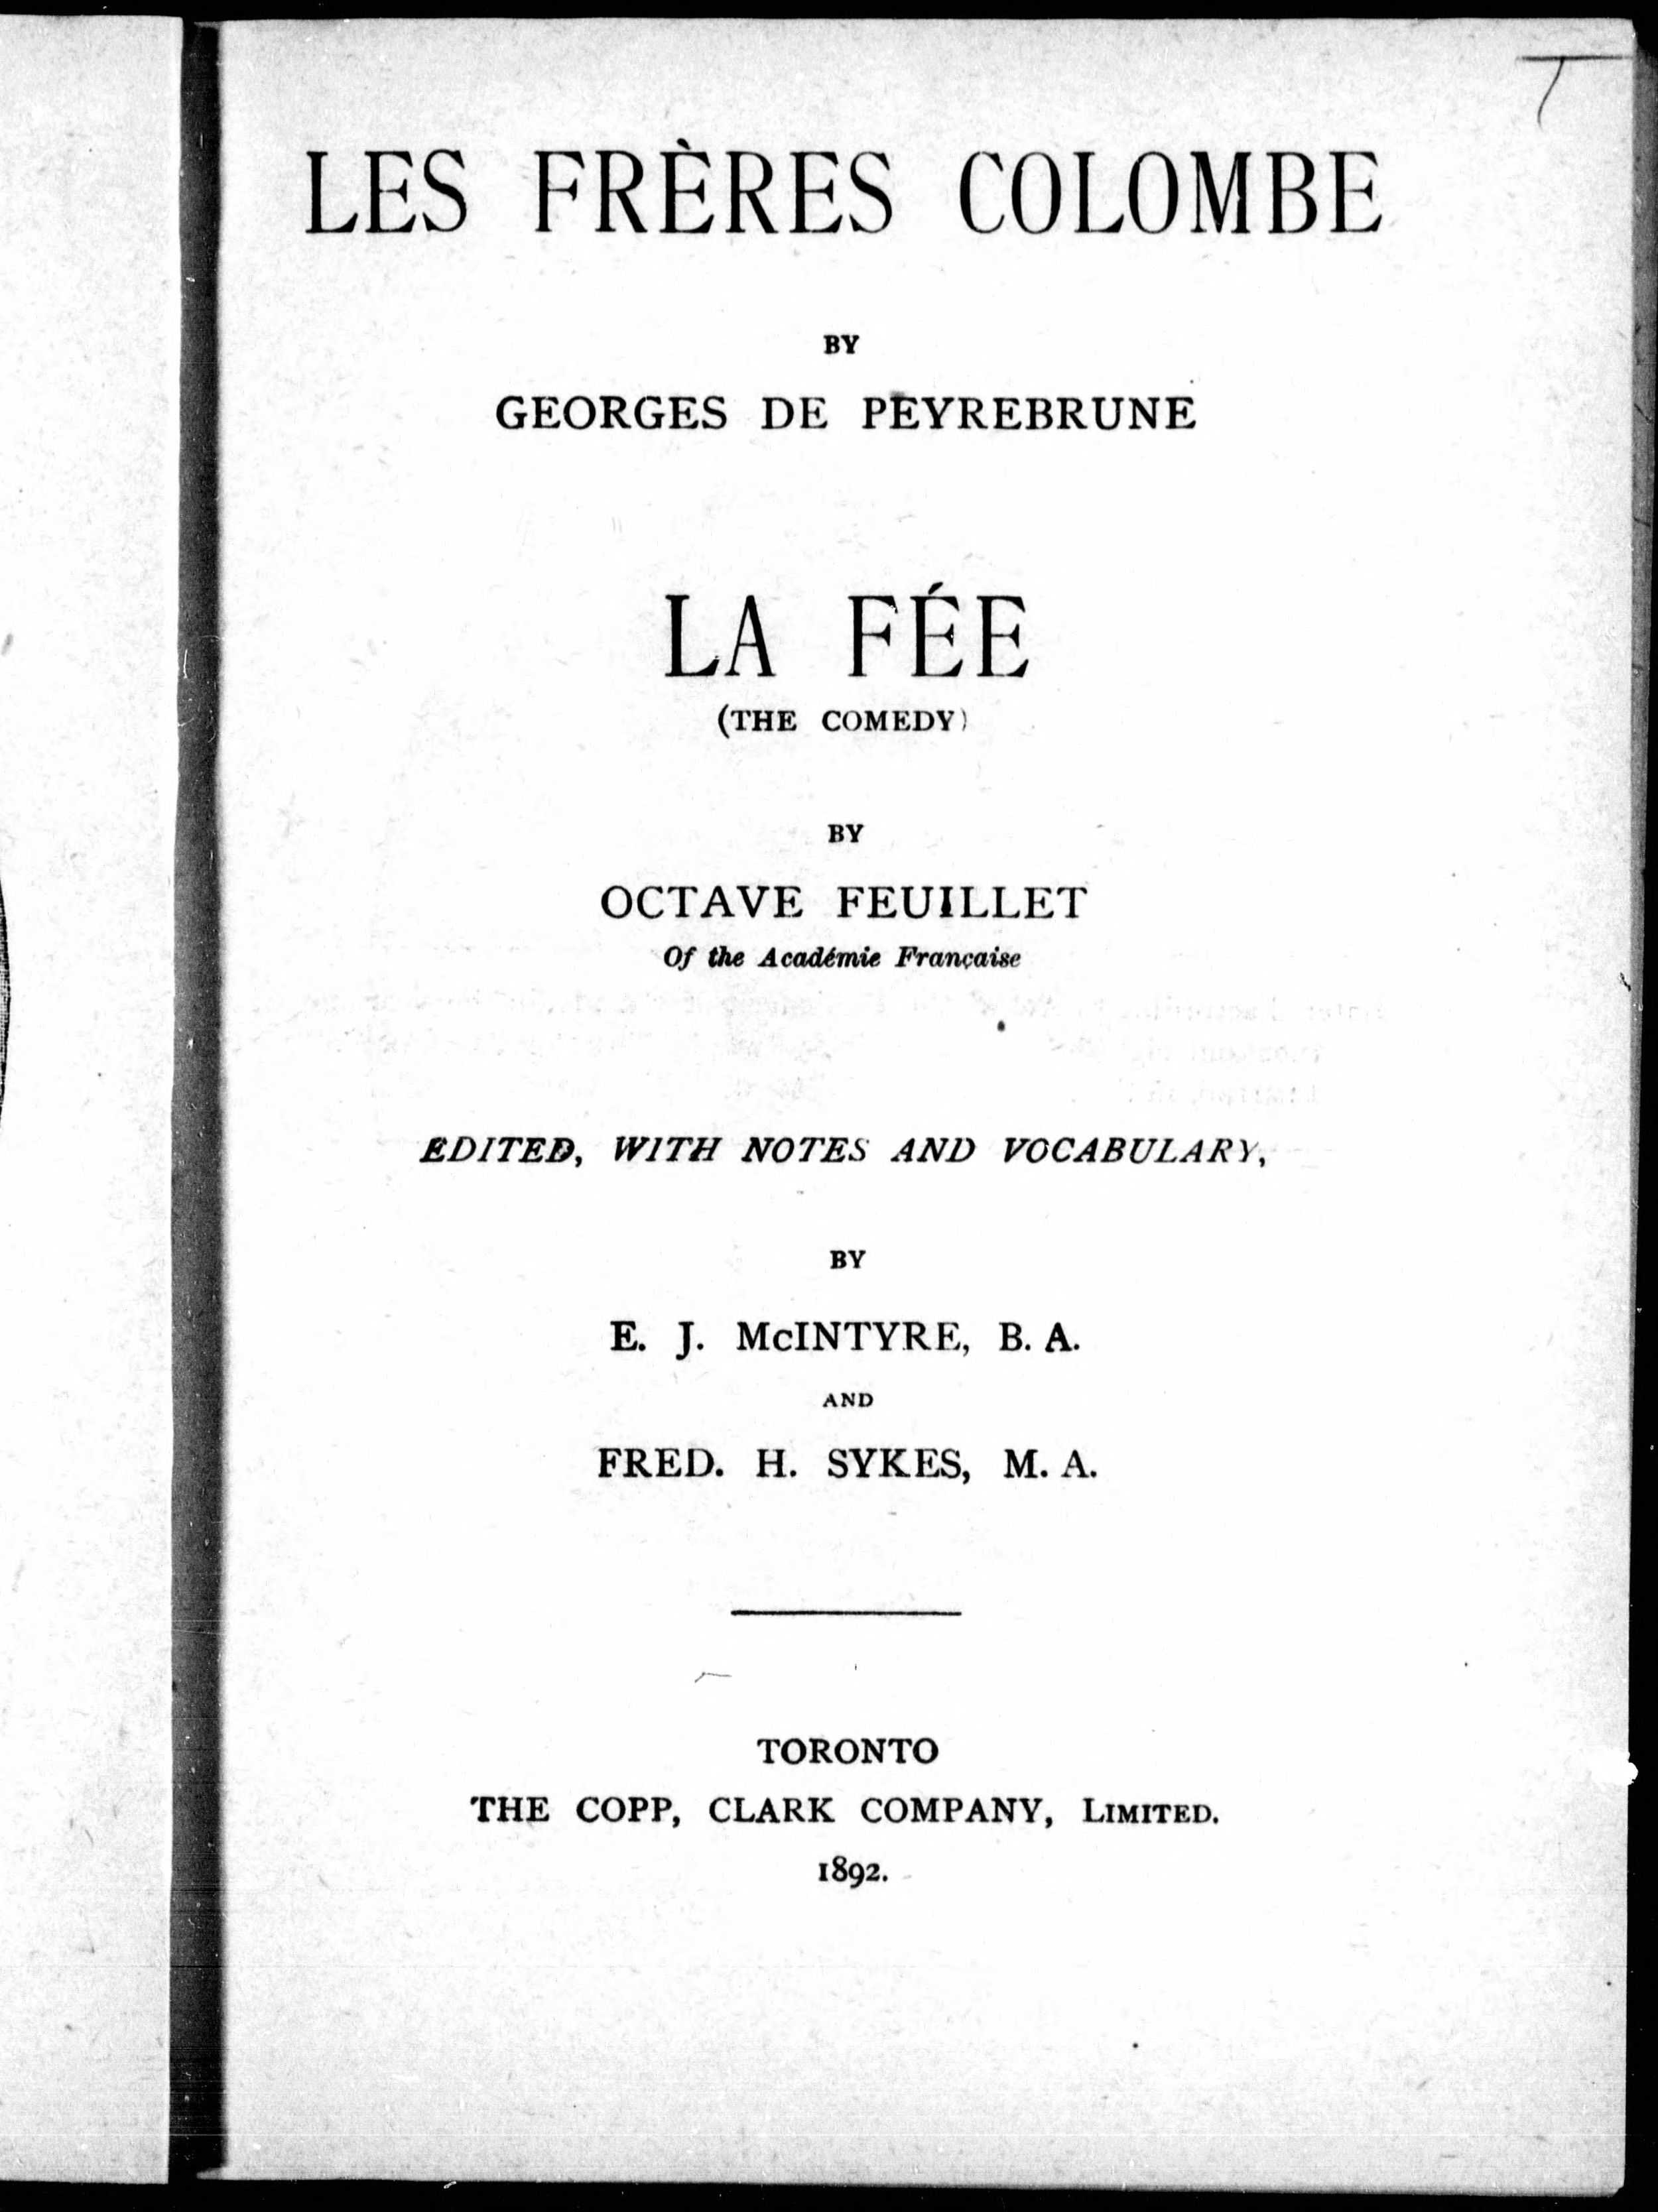 LES FRÈRES COLOMBE
BY
GEORGES DE PEYREBRUNE
LA FÉE
(THE COMEDY)
BY
OCTAVE FEUILLET
Of the Académie Française
EDITED, WITH NOTES AND VOCABULARY,
BY
E. J. McINTYRE, B. A.
AND
FRED. H. SYKES, M. A.
TORONTO
THE COPP, CLARK COMPANY, LIMITED.
1892.